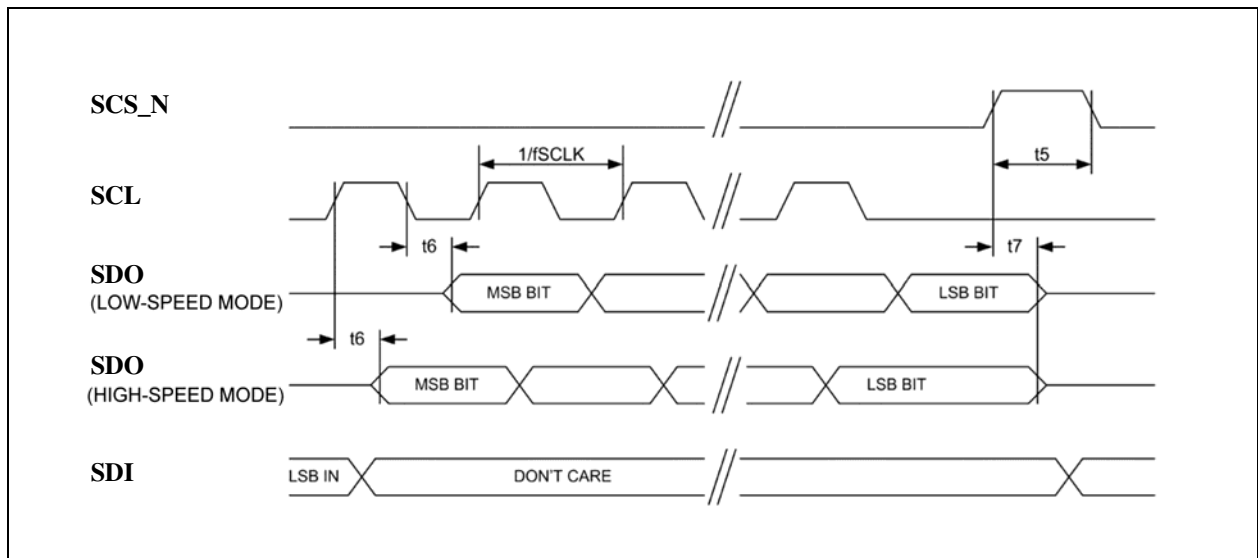 SCS_N
1/fSCLK
t5
SCL
t6
t7
SDO
(LOW-SPEED MODE)
MSB BIT
LSB BIT
t6
SDO
(HIGH-SPEED MODE)
MSB BIT
LSB BIT
SDI
LSB IN
DON'T CARE